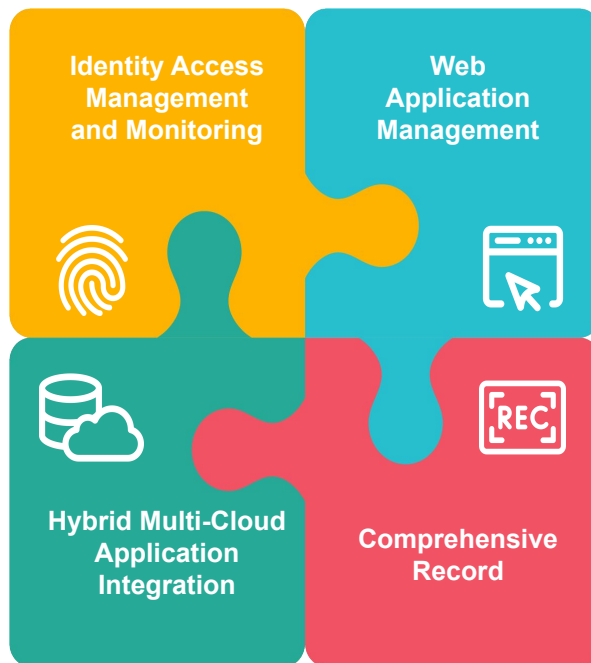 Identity Access
Management
and Monitoring
Web
Application
Management
REC
Hybrid Multi-Cloud
Application
Integration
Comprehensive
Record